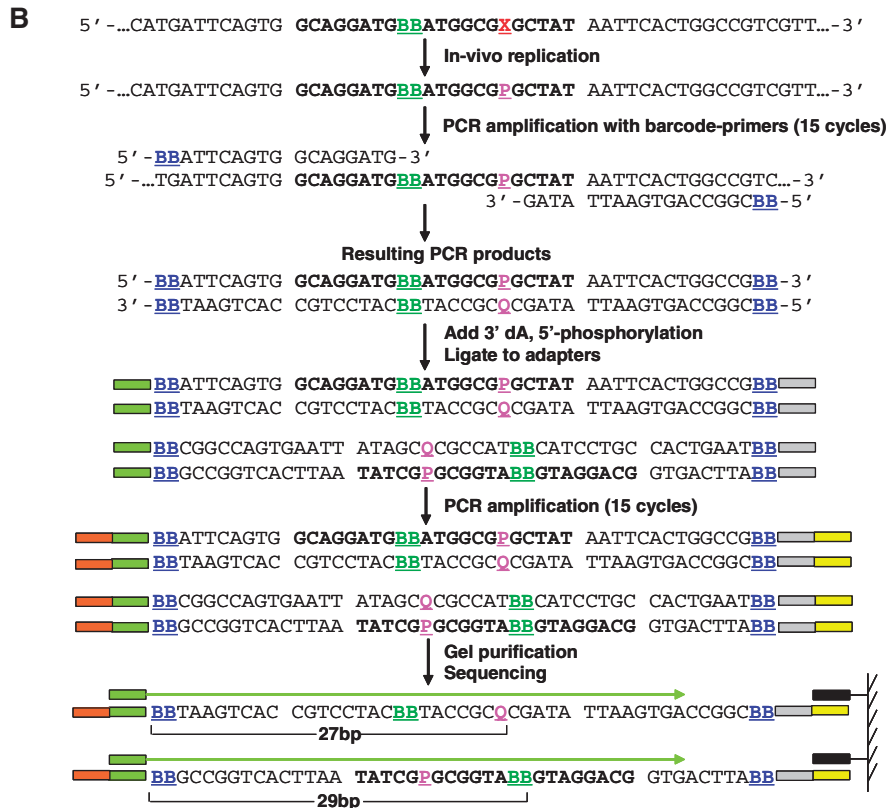 B
5′-…CATGATTCAGTG GCAGGATGBBATGGCGXGCTAT AATTCACTGGCCGTCGTT…-3′
In-vivo replication
5′-…CATGATTCAGTG GCAGGATGBBATGGCGPGCTAT AATTCACTGGCCGTCGTT…-3′
PCR amplification with barcode-primers (15 cycles)
5′-BBATTCAGTG GCAGGATG-3′
5′-…TGATTCAGTG GCAGGATGBBATGGCGPGCTAT AATTCACTGGCCGTC…-3′
3′-GATA TTAAGTGACCGGCBB-5′
Resulting PCR products
5′-BBATTCAGTG GCAGGATGBBATGGCGPGCTAT AATTCACTGGCCGBB-3′
3′-BBTAAGTCAC CGTCCTACBBTACCGCQCGATA TTAAGTGACCGGCBB-5′
Add 3′ dA, 5′-phosphorylation
Ligate to adapters
BBATTCAGTG GCAGGATGBBATGGCGPGCTAT AATTCACTGGCCGBB
BBTAAGTCAC CGTCCTACBBTACCGCQCGATA TTAAGTGACCGGCBB
BBCGGCCAGTGAATT ATAGCQCGCCATBBCATCCTGC CACTGAATBB
BBGCCGGTCACTTAA TATCGPGCGGTABBGTAGGACG GTGACTTABB
PCR amplification (15 cycles)
BBATTCAGTG GCAGGATGBBATGGCGPGCTAT AATTCACTGGCCGBB
BBTAAGTCAC CGTCCTACBBTACCGCQCGATA TTAAGTGACCGGCBB
BBCGGCCAGTGAATT ATAGCQCGCCATBBCATCCTGC CACTGAATBB
BBGCCGGTCACTTAA TATCGPGCGGTABBGTAGGACG GTGACTTABB
Gel purification
Sequencing
BBTAAGTCAC CGTCCTACBBTACCGCQCGATA TTAAGTGACCGGCBB
27bp
BBGCCGGTCACTTAA TATCGPGCGGTABBGTAGGACG GTGACTTABB
29bp